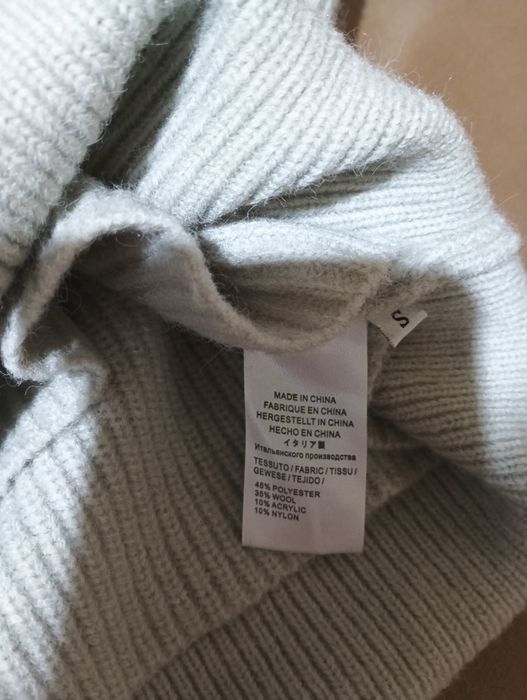 S
MADE IN CHINA
FABRIQUE EN CHINA
HERGESTELLT IN CHINA
HECHO EN CHINA
イタリア製
Итальянского производства
TESSUTO / FABRIC / TISSU /
GEWESE / TEJIDO /
45% POLYESTER
35% WOOL
10% ACRYLIC
10% NYLON